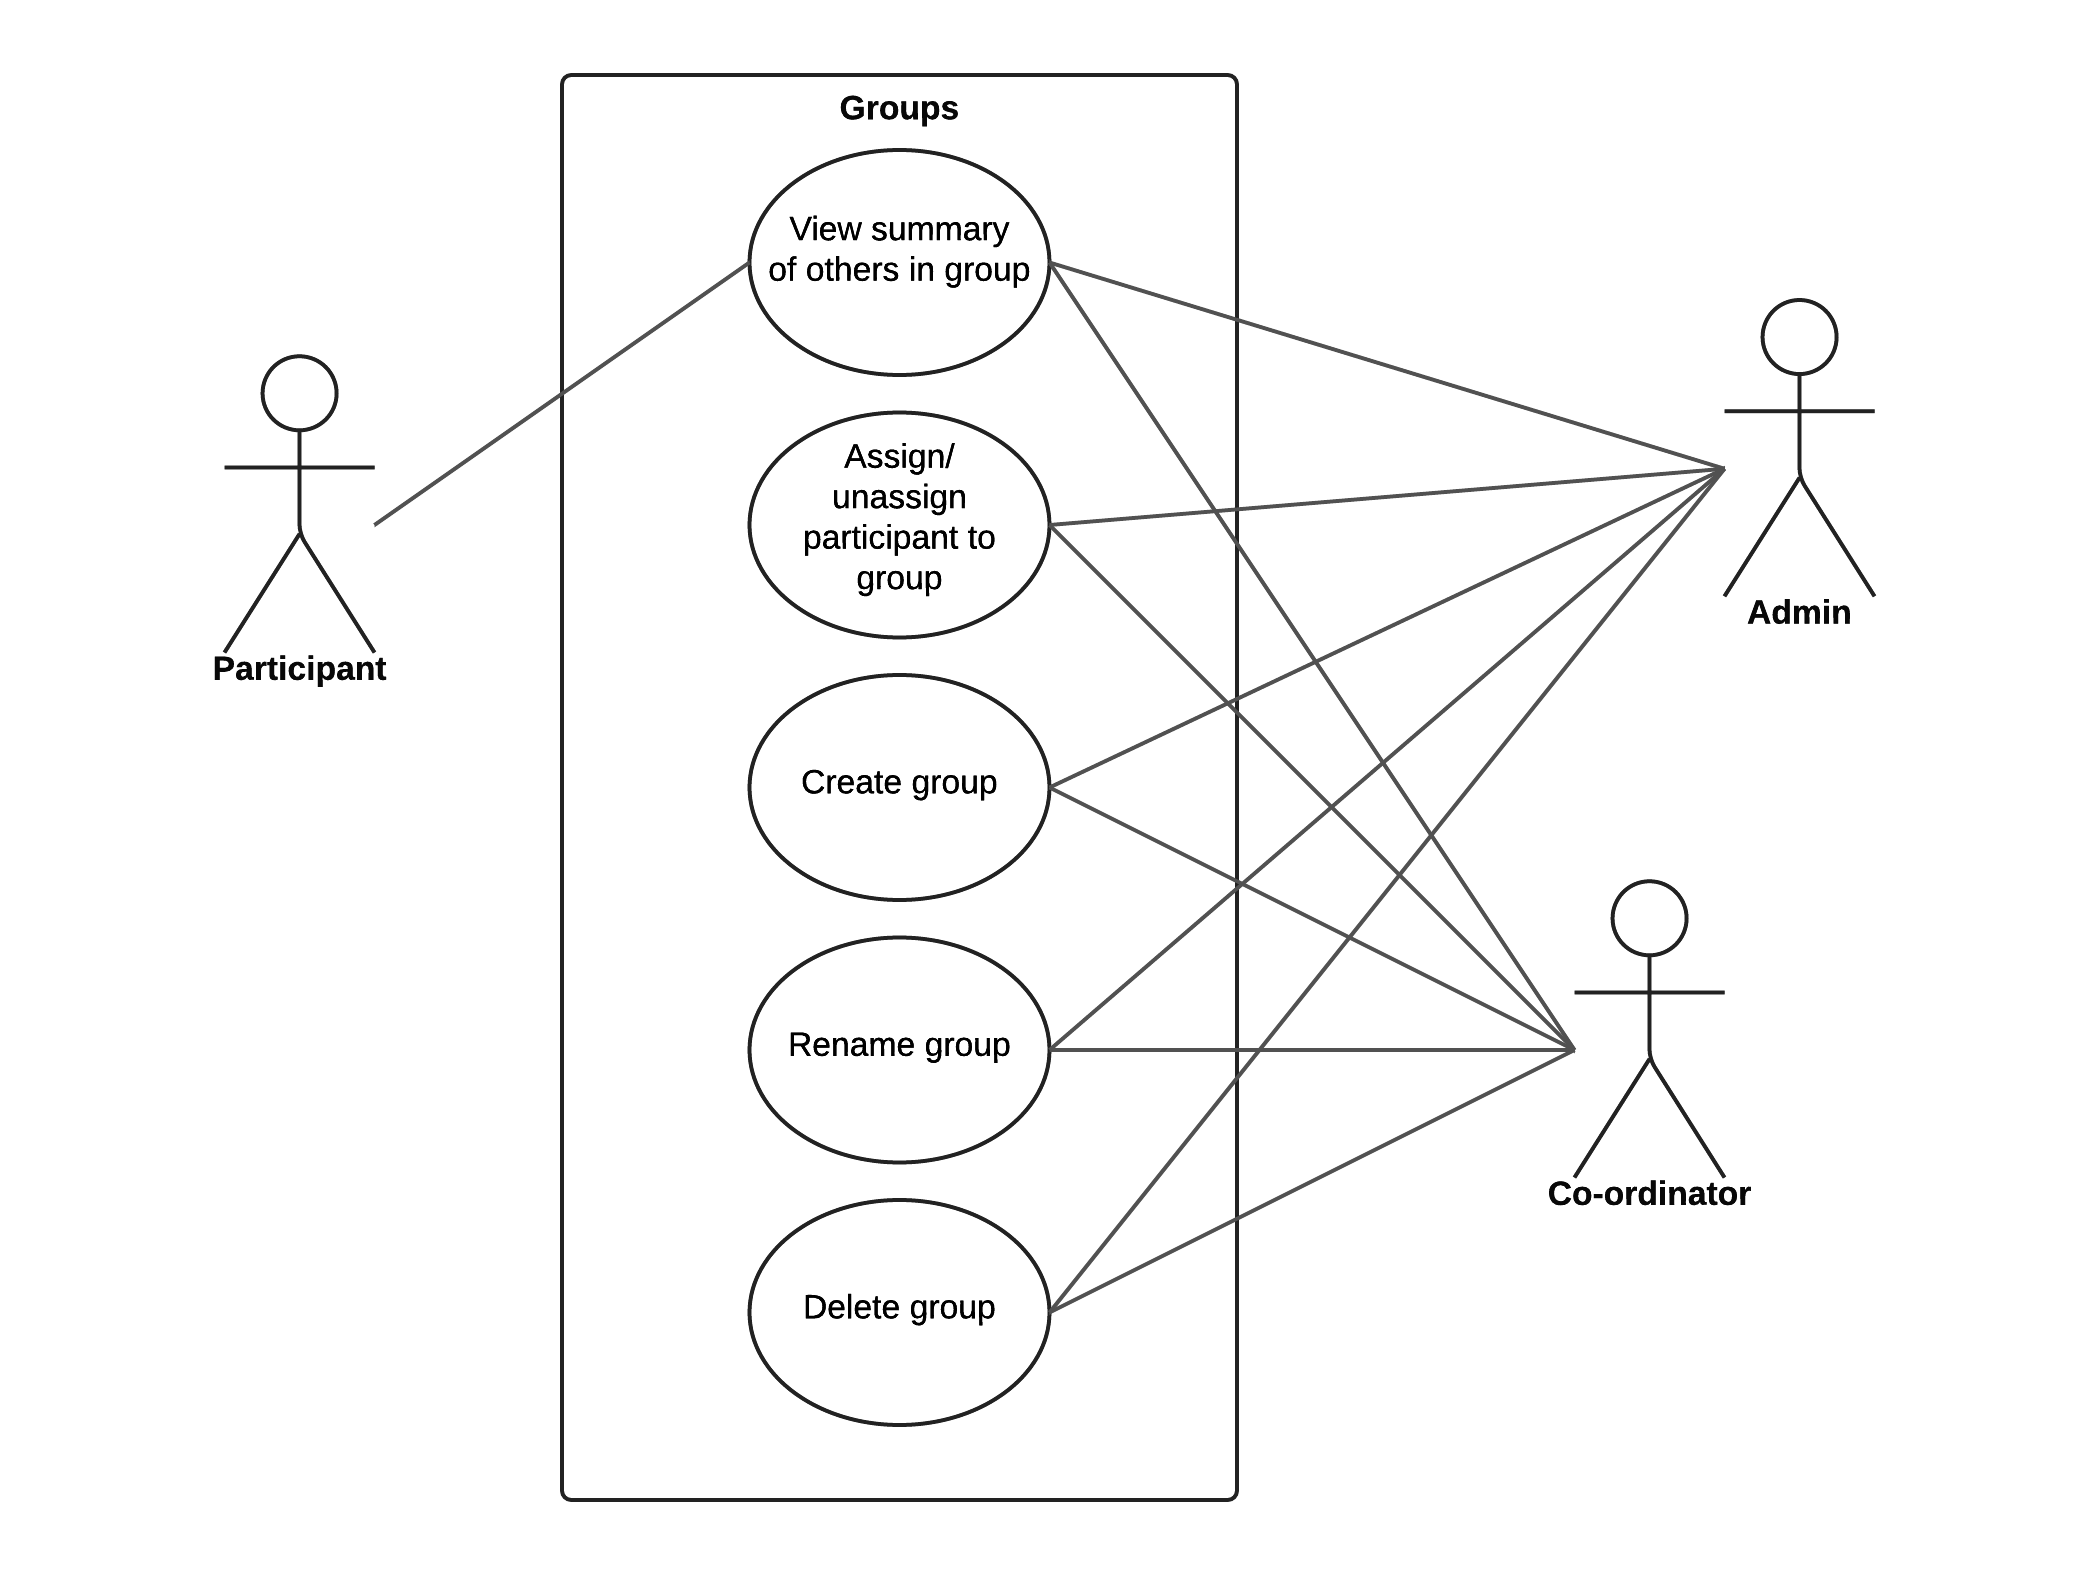 Groups
View summary
of others in group
Assign/
unassign
participant to
group
Create group
Rename group
Delete group
Participant
Admin
Co-ordinator